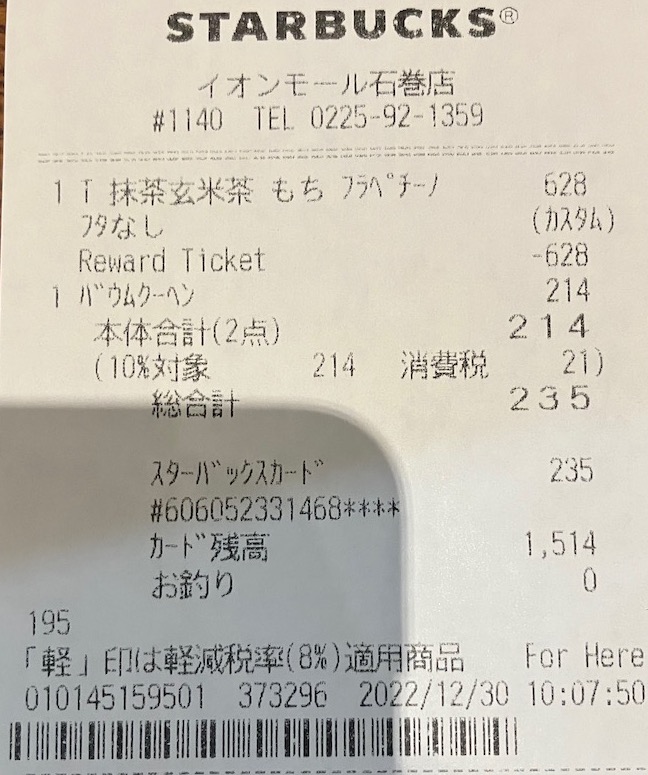 STARBUCKS®
イオンモール石巻店
#1140 TEL 0225-92-1359
1 T 抹茶玄米茶 もち フラペチーノ 628
フタなし (カスタム)
Reward Ticket -628
1 バウムクーヘン 214
本体合計(2点) 214
(10%対象 214 消費税 21)
総合計 235
スターバックスカード 235
#606052331468****
カード残高 1,514
お釣り 0
195
「軽」印は軽減税率(8%)適用商品 For Here
010145159501 373296 2022/12/30 10:07:50